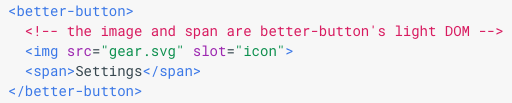 <better-button>
  <!-- the image and span are better-button's light DOM -->
  <img src="gear.svg" slot="icon">
  <span>Settings</span>
</better-button>